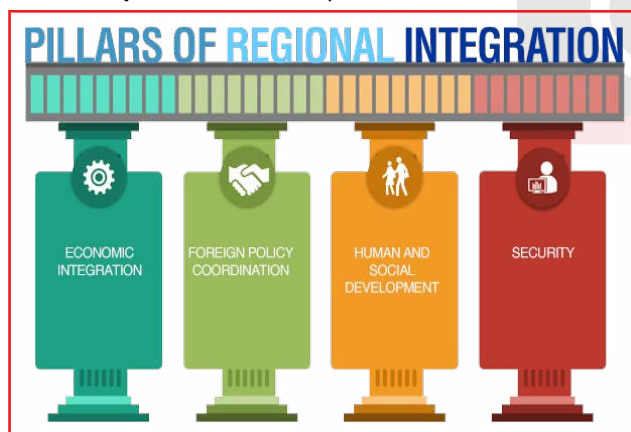 PILLARS OF REGIONAL INTEGRATION
ECONOMIC
INTEGRATION
FOREIGN POLICY
COORDINATION
HUMAN AND
SOCIAL
DEVELOPMENT
SECURITY